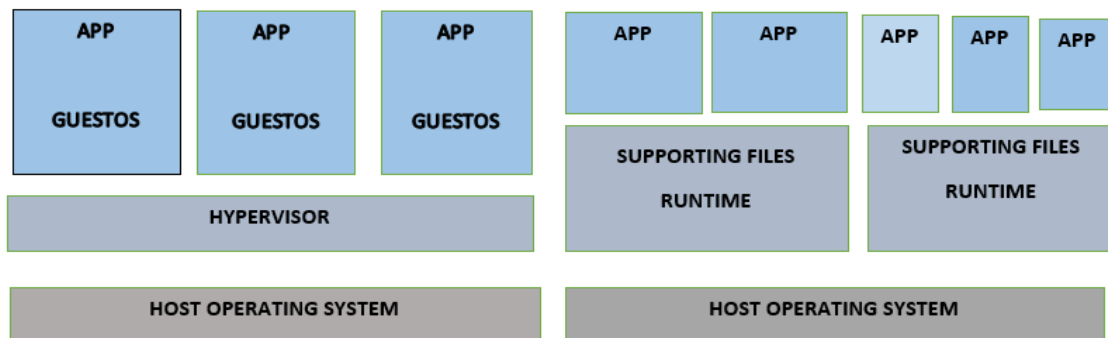 APP
GUESTOS
APP
GUESTOS
APP
GUESTOS
HYPERVISOR
HOST OPERATING SYSTEM
APP
APP
APP
APP
APP
SUPPORTING FILES
RUNTIME
SUPPORTING FILES
RUNTIME
HOST OPERATING SYSTEM